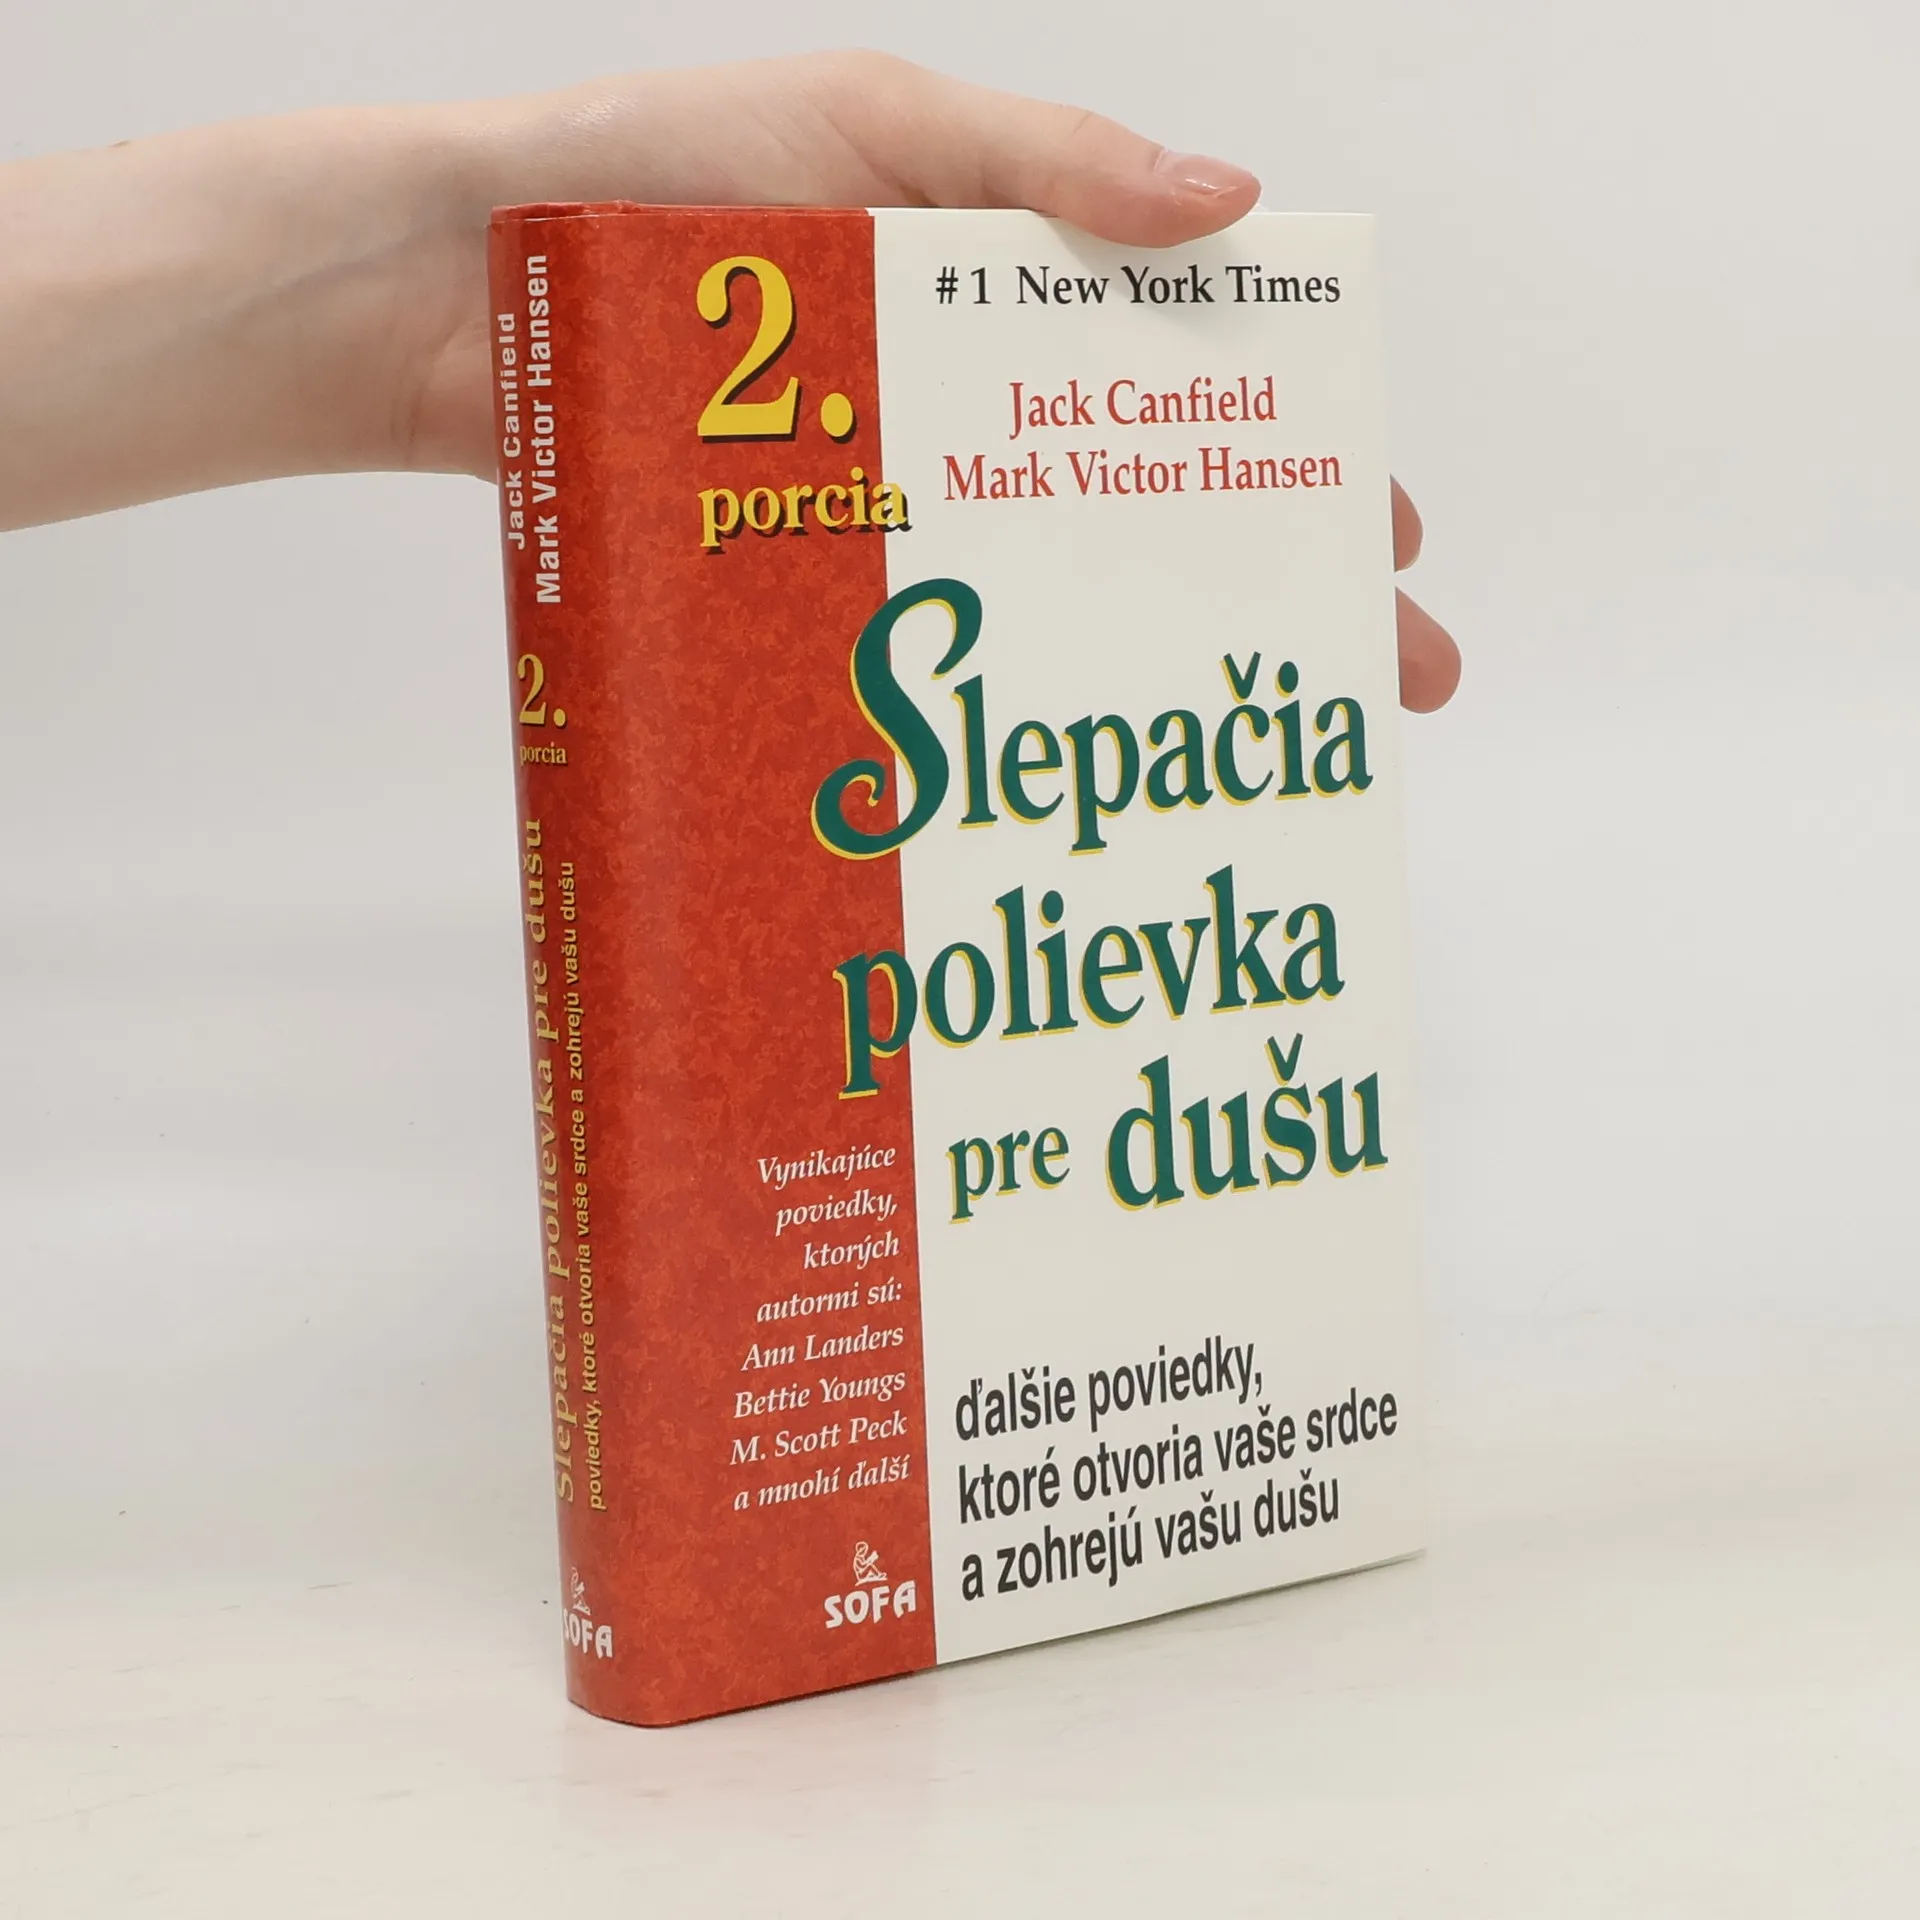 Jack Canfield
Mark Victor Hansen
2.
porcia
Slepačia polievka pre dušu
poviedky, ktoré otvoria vaše srdce a zohrejú vašu dušu
SOFA
2.
porcia
# 1 New York Times
Jack Canfield
Mark Victor Hansen
Slepačia
polievka
pre dušu
Vynikajúce
poviedky,
ktorých
autormi sú:
Ann Landers
Bettie Youngs
M. Scott Peck
a mnohí ďalší
SOFA
ďalšie poviedky,
ktoré otvoria vaše srdce
a zohrejú vašu dušu